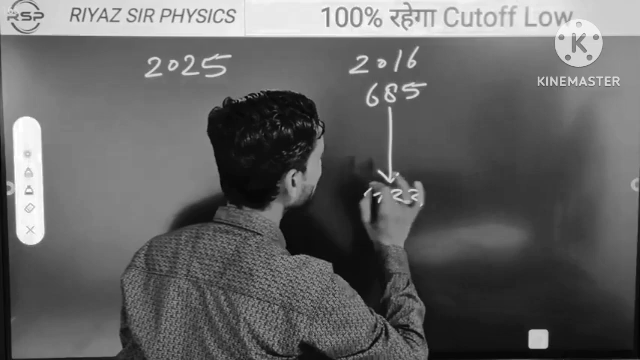 RSP
RIYAZ SIR PHYSICS
100% रहेगा Cutoff Low
K
KINEMASTER
2025
2016
685